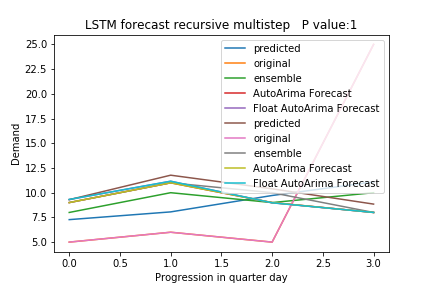 LSTM forecast recursive multistep P value:1
25.0
22.5
20.0
17.5
15.0
12.5
10.0
7.5
5.0
Demand
predicted
original
ensemble
AutoArima Forecast
Float AutoArima Forecast
predicted
original
ensemble
AutoArima Forecast
Float AutoArima Forecast
0.0 0.5 1.0 1.5 2.0 2.5 3.0
Progression in quarter day